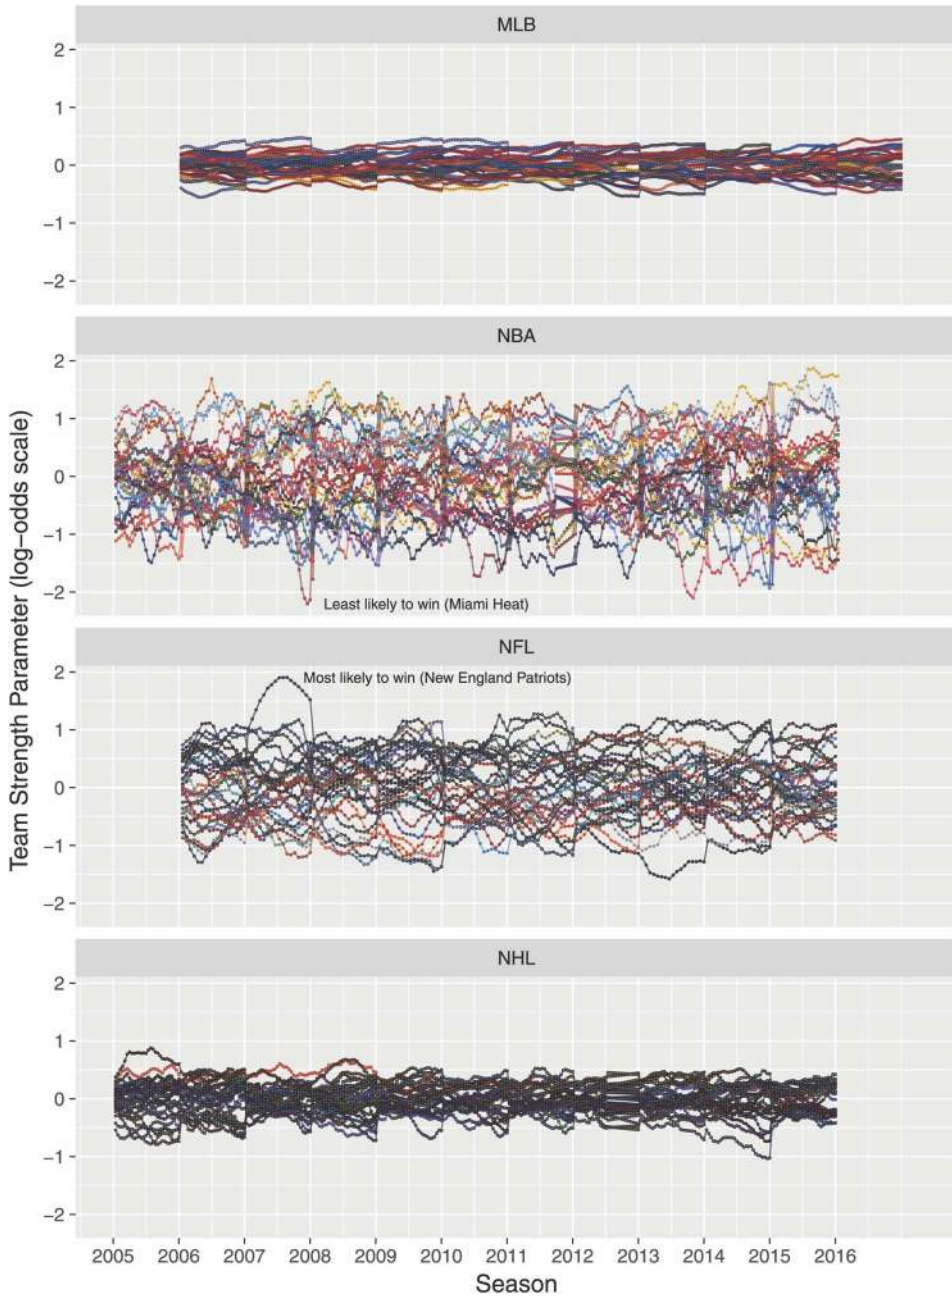 MLB
2
1
0
−1
−2
NBA
2
1
0
−1
−2
Least likely to win (Miami Heat)
NFL
2
Most likely to win (New England Patriots)
1
0
−1
−2
NHL
2
1
0
−1
−2
2005 2006 2007 2008 2009 2010 2011 2012 2013 2014 2015 2016
Season
Team Strength Parameter (log−odds scale)